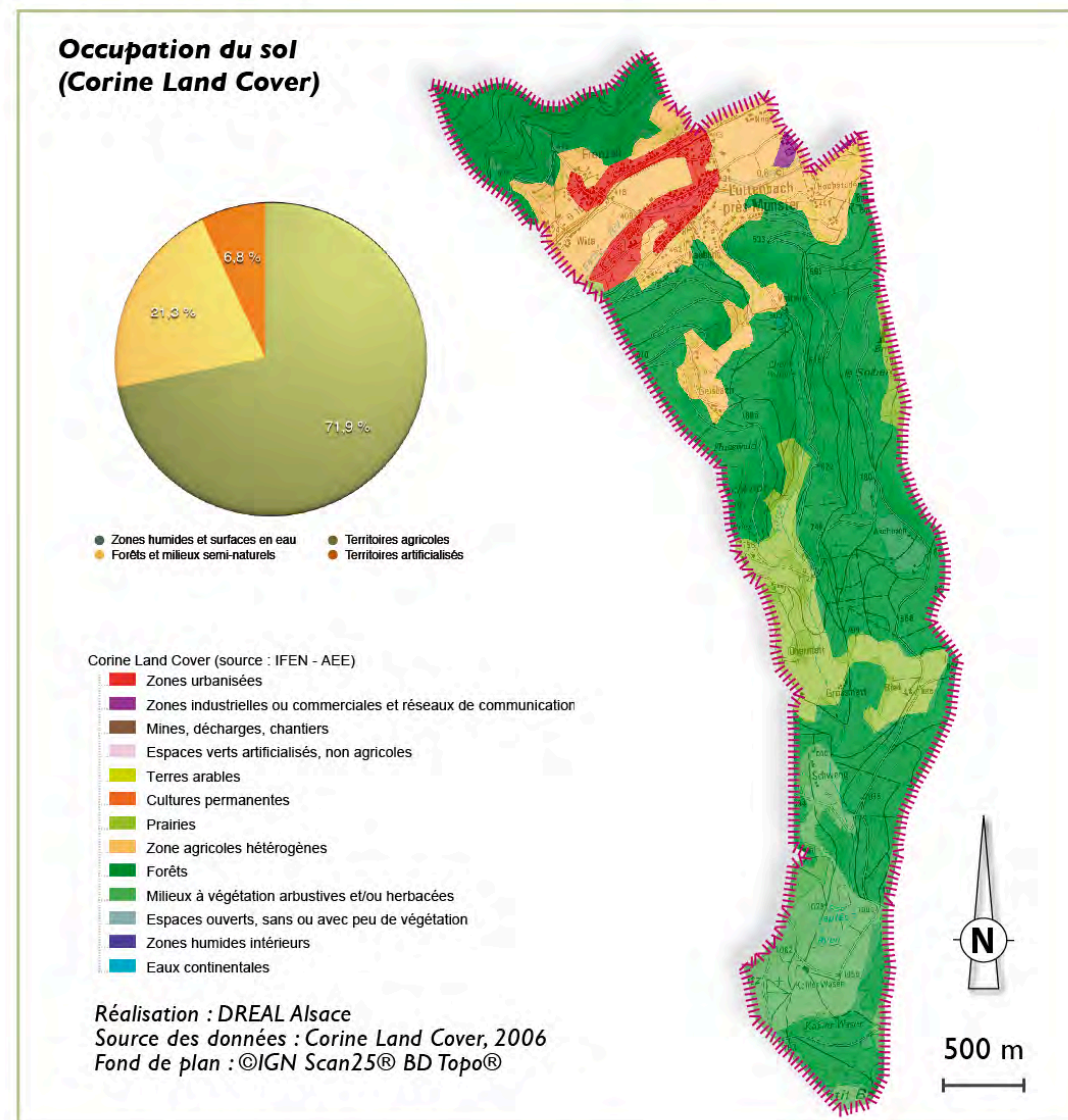 Occupation du sol
(Corine Land Cover)
6,8 %
21,3 %
71,9 %
Zones humides et surfaces en eau
Territoires agricoles
Forêts et milieux semi-naturels
Territoires artificialisés
Corine Land Cover (source : IFEN - AEE)
Zones urbanisées
Zones industrielles ou commerciales et réseaux de communication
Mines, décharges, chantiers
Espaces verts artificialisés, non agricoles
Terres arables
Cultures permanentes
Prairies
Zone agricoles hétérogènes
Forêts
Milieux à végétation arbustives et/ou herbacées
Espaces ouverts, sans ou avec peu de végétation
Zones humides intérieurs
Eaux continentales
Réalisation : DREAL Alsace
Source des données : Corine Land Cover, 2006
Fond de plan : ©IGN Scan25® BD Topo®
Luttenbach
près Munster
Schweng
N
500 m